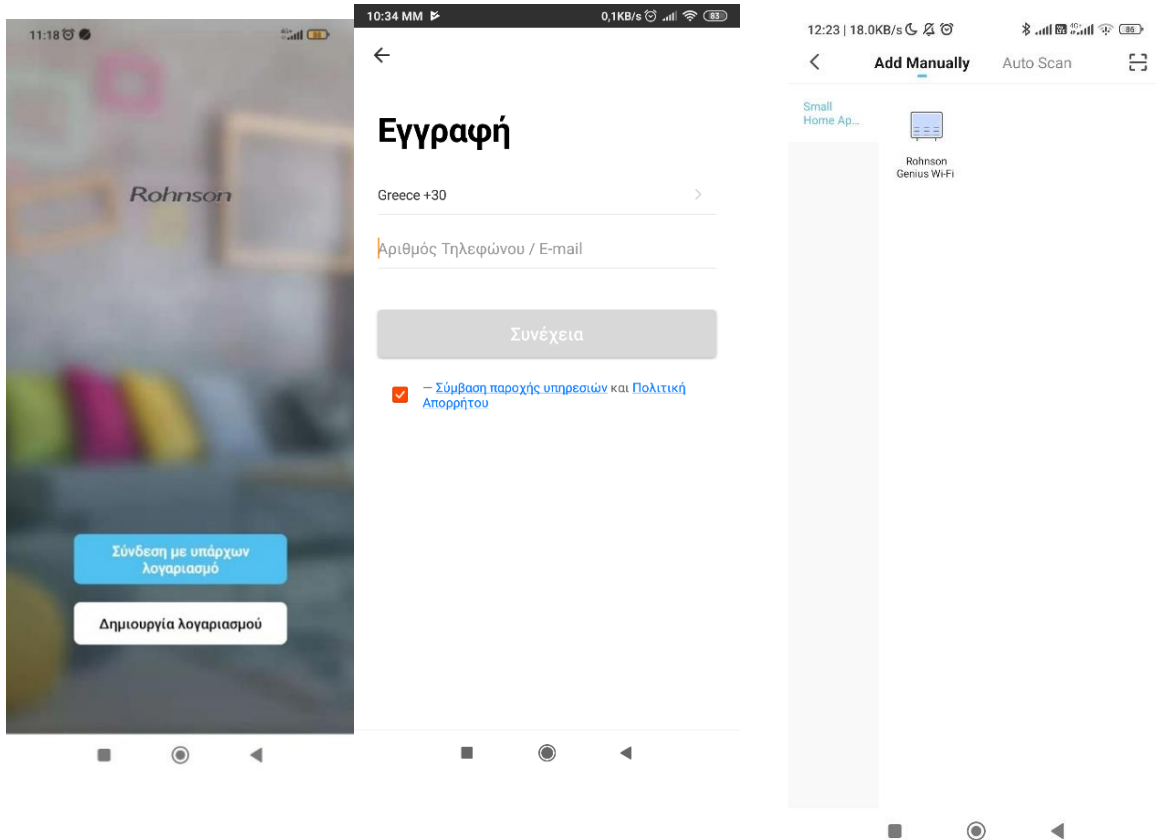 11:18
Rohnson
Σύνδεση με υπάρχων
λογαριασμό
Δημιουργία λογαριασμού
10:34 MM
0,1KB/s
83
Εγγραφή
Greece +30
Αριθμός Τηλεφώνου / E-mail
Συνέχεια
– Σύμβαση παροχής υπηρεσιών και Πολιτική
Απορρήτου
12:23 | 18.0KB/s
86
Add Manually
Auto Scan
Small
Home Ap...
Rohnson
Genius Wi-Fi